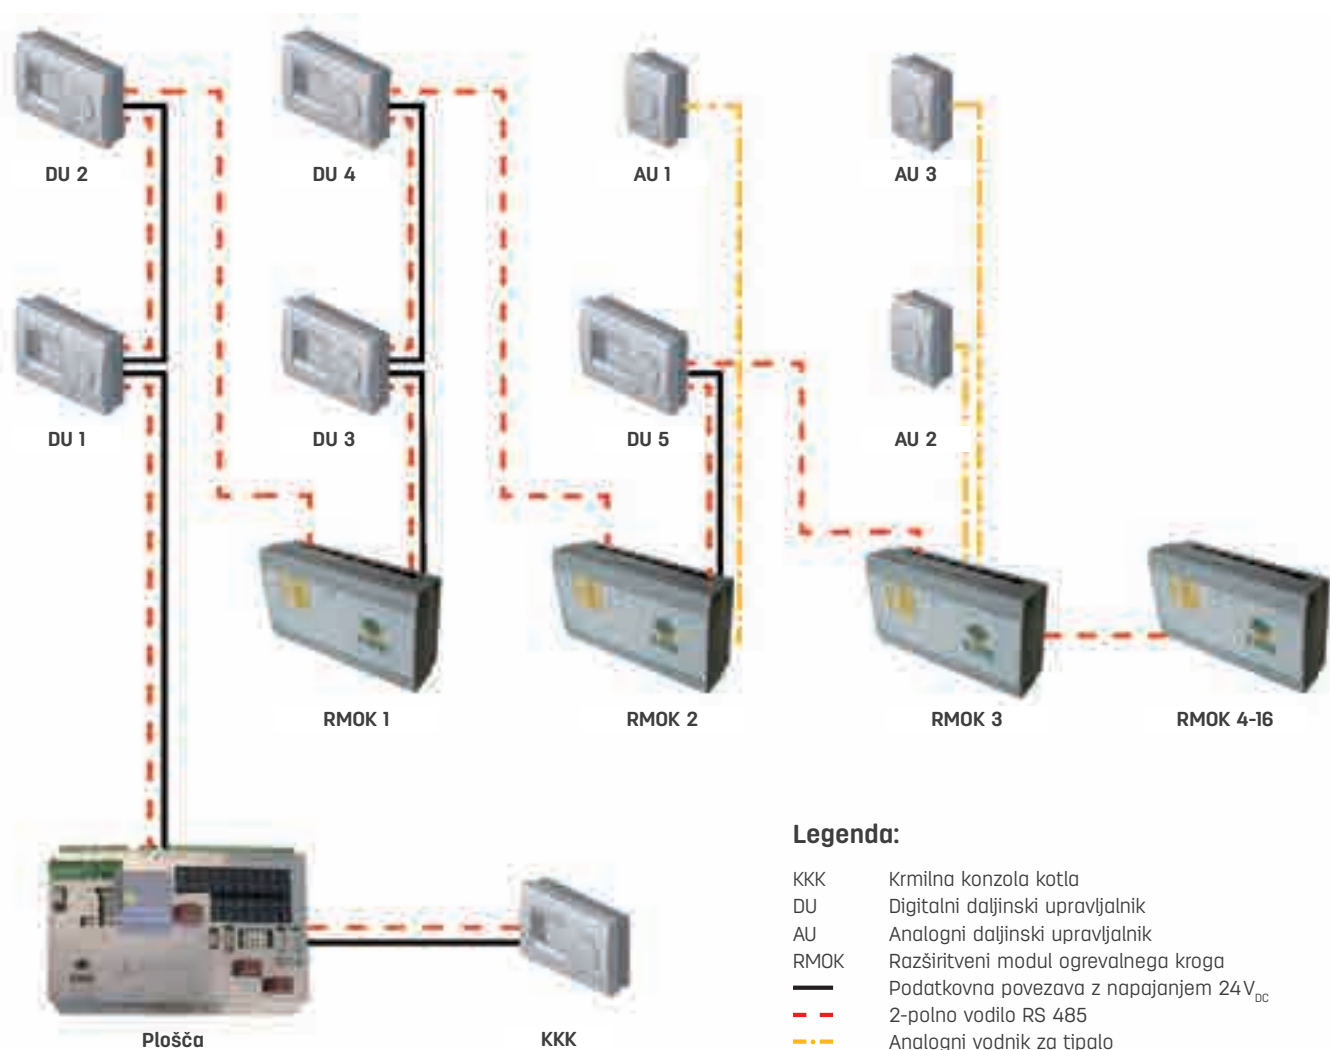 DU 2
DU 4
AU 1
AU 3
DU 1
DU 3
DU 5
AU 2
RMOK 1
RMOK 2
RMOK 3
RMOK 4-16
Plošča
KKK
Legenda:
KKK Krmilna konzola kotla
DU Digitalni daljinski upravljalnik
AU Analogni daljinski upravljalnik
RMOK Razširitveni modul ogrevalnega kroga
Podatkovna povezava z napajanjem 24VDC
2-polno vodilo RS 485
Analogni vodnik za tipalo